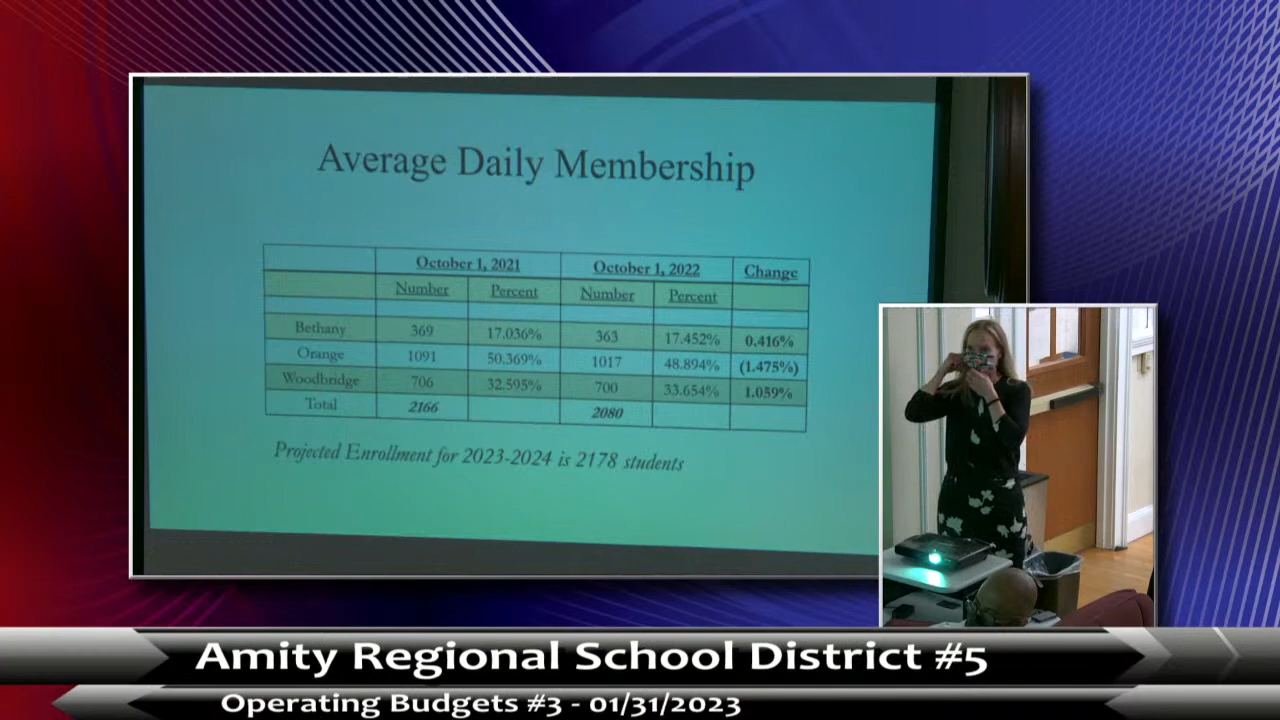 Average Daily Membership
October 1, 2021 October 1, 2022 Change
Number Percent Number Percent
Bethany 369 17.036% 363 17.452% 0.416%
Orange 1091 50.369% 1017 48.894% (1.475%)
Woodbridge 706 32.595% 700 33.654% 1.059%
Total 2166 2080
Projected Enrollment for 2023-2024 is 2178 students
Amity Regional School District #5
Operating Budgets #3 - 01/31/2023